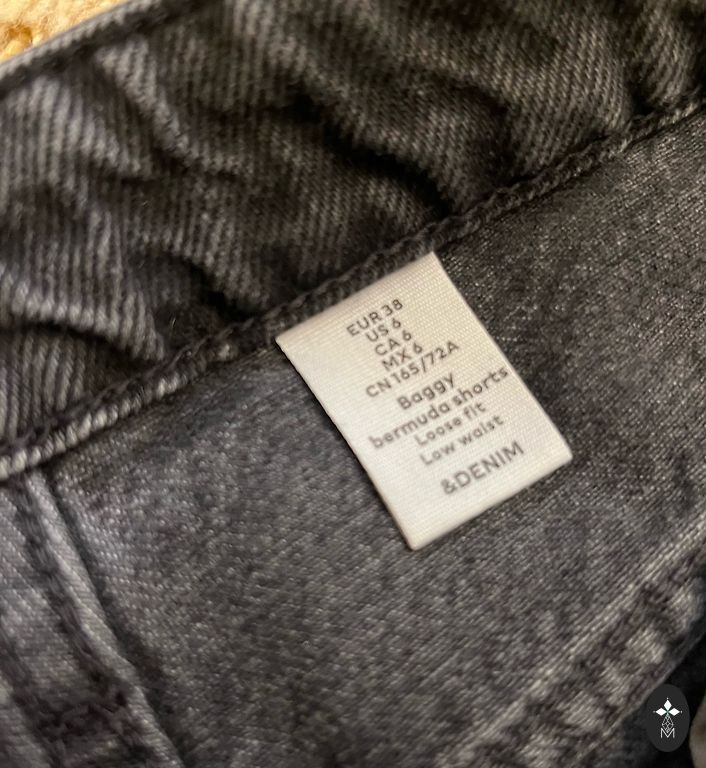 EUR 38
US 6
CA 6
MX 6
CN 165/72A
Baggy
bermuda shorts
Loose fit
Low waist
&DENIM
M